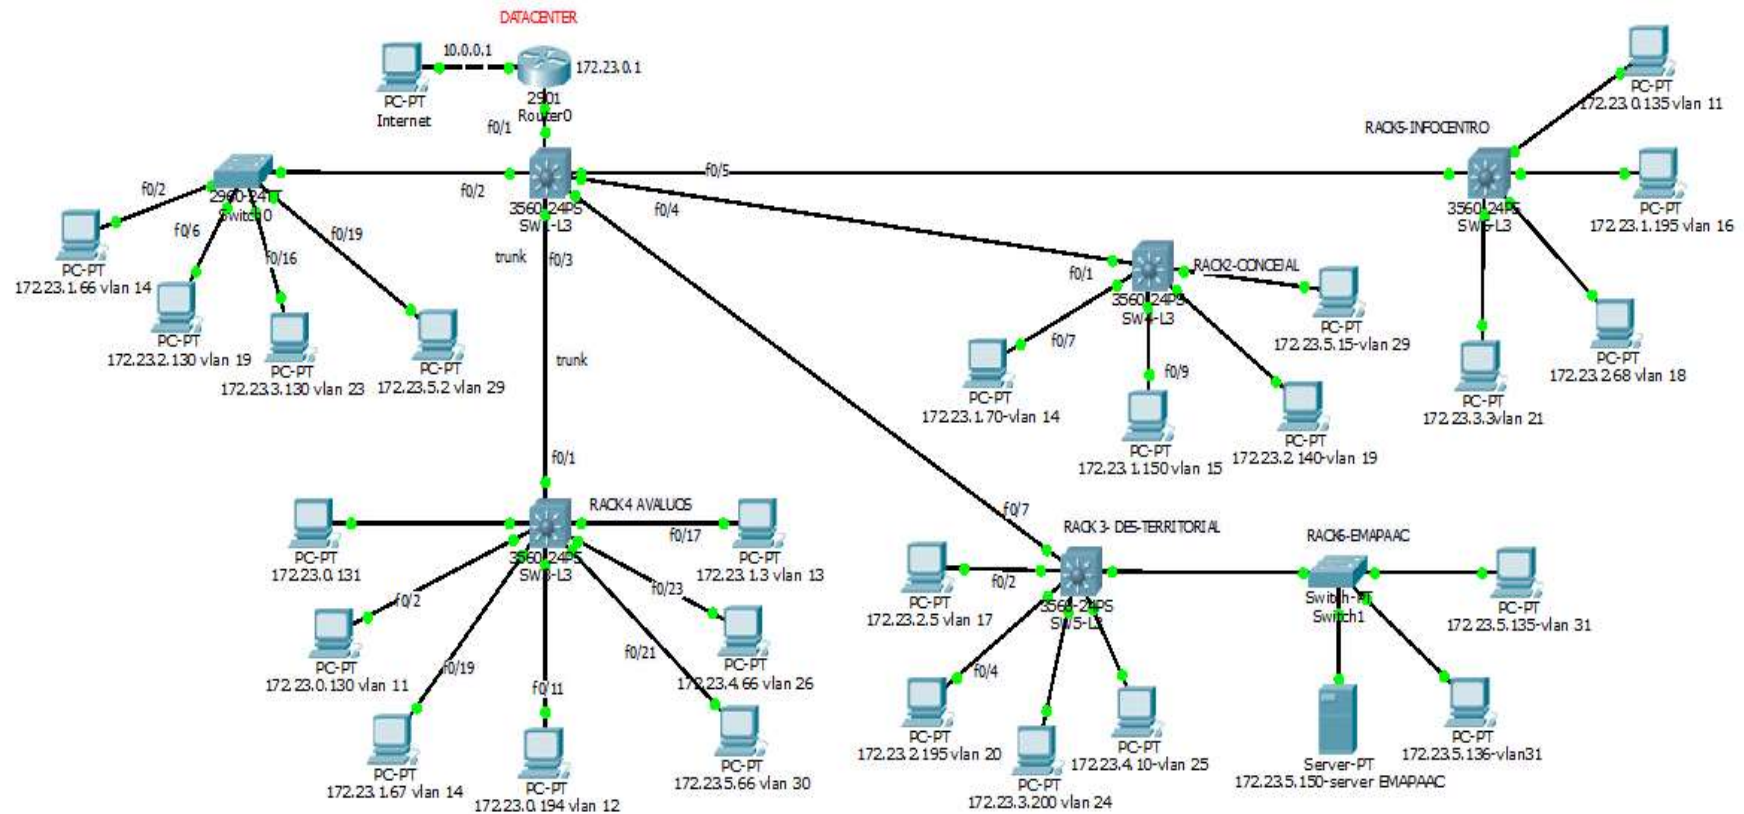 DATACENTER
10.0.0.1
172.23.0.1
PC-PT
Internet
2901
Router0
f0/1
2960-24TT
Switch0
f0/2
f0/2
f0/6
f0/16
f0/19
PC-PT
172.23.1.66 vlan 14
PC-PT
172.23.2.130 vlan 19
PC-PT
172.23.3.130 vlan 23
PC-PT
172.23.5.2 vlan 29
3560-24PS
SW1-L3
f0/5
f0/4
trunk
f0/3
trunk
f0/1
f0/7
RACK5-INFOCENTRO
3560-24PS
PC-PT
172.23.0.135 vlan 11
PC-PT
172.23.1.195 vlan 16
PC-PT
172.23.2.68 vlan 18
PC-PT
172.23.3.3vlan 21
RACK2-CONCEJAL
f0/1
3560-24PS
SW4-L3
f0/7
f0/9
PC-PT
172.23.5.15-vlan 29
PC-PT
172.23.1.70-vlan 14
PC-PT
172.23.1.150 vlan 15
PC-PT
172.23.2.140-vlan 19
RACK4 AVALUOS
3560-24PS
SW3-L3
PC-PT
172.23.0.131
f0/17
PC-PT
172.23.1.3 vlan 13
f0/2
PC-PT
172.23.0.130 vlan 11
f0/23
PC-PT
172.23.4.66 vlan 26
f0/19
f0/11
f0/21
PC-PT
172.23.1.67 vlan 14
PC-PT
172.23.0.194 vlan 12
PC-PT
172.23.5.66 vlan 30
RACK 3- DES-TERRITORIAL
3560-24PS
f0/2
PC-PT
172.23.2.5 vlan 17
f0/4
PC-PT
172.23.2.195 vlan 20
PC-PT
172.23.3.200 vlan 24
PC-PT
172.23.4.10-vlan 25
RACK6-EMAPAAC
Switch-PT
Switch1
PC-PT
172.23.5.135-vlan 31
PC-PT
172.23.5.136-vlan31
Server-PT
172.23.5.150-server EMAPAAC